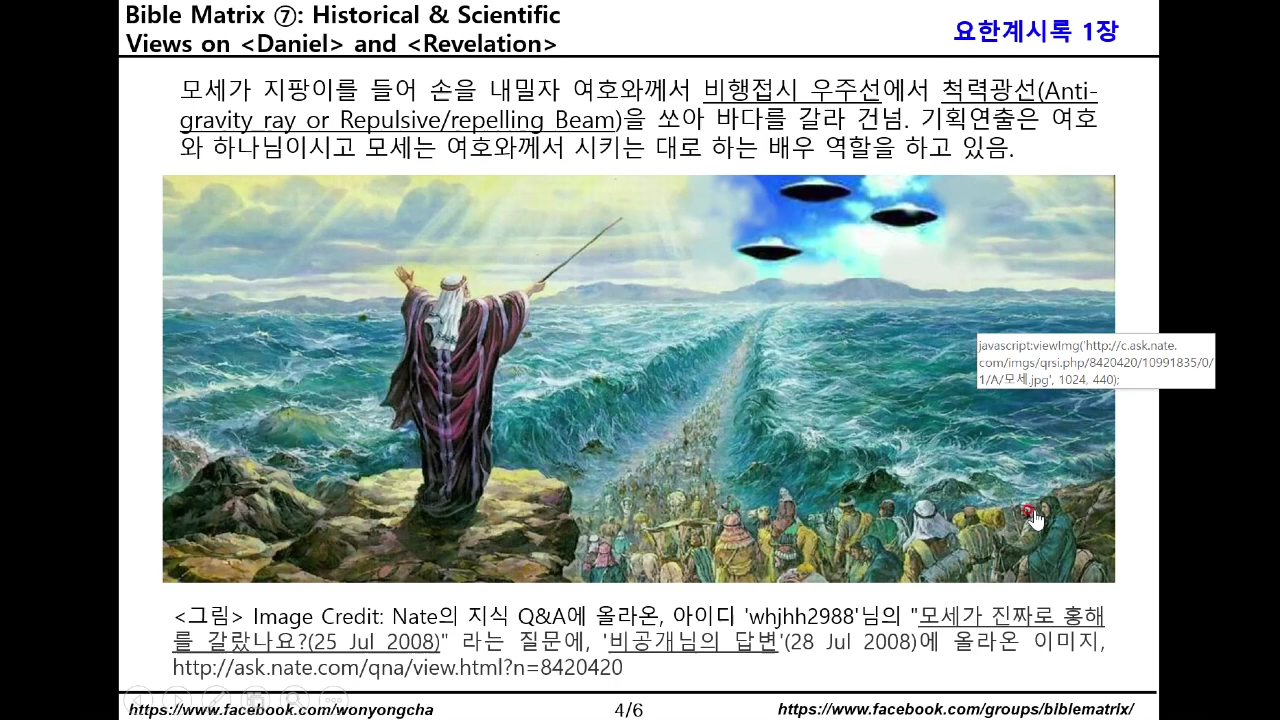 Bible Matrix ⑦: Historical & Scientific
Views on <Daniel> and <Revelation>
요한계시록 1장
모세가 지팡이를 들어 손을 내밀자 여호와께서 비행접시 우주선에서 척력광선(Anti-
gravity ray or Repulsive/repelling Beam)을 쏘아 바다를 갈라 건넘. 기획연출은 여호
와 하나님이시고 모세는 여호와께서 시키는 대로 하는 배우 역할을 하고 있음.
javascript:viewImg('http://c.ask.nate.
com/imgs/qrsi.php/8420420/10991835/0/
1/A/모세.jpg', 1024, 440);
<그림> Image Credit: Nate의 지식 Q&A에 올라온, 아이디 'whjhh2988'님의 "모세가 진짜로 홍해
를 갈랐나요?(25 Jul 2008)" 라는 질문에, '비공개님의 답변'(28 Jul 2008)에 올라온 이미지,
http://ask.nate.com/qna/view.html?n=8420420
https://www.facebook.com/wonyongcha
4/6
https://www.facebook.com/groups/biblematrix/